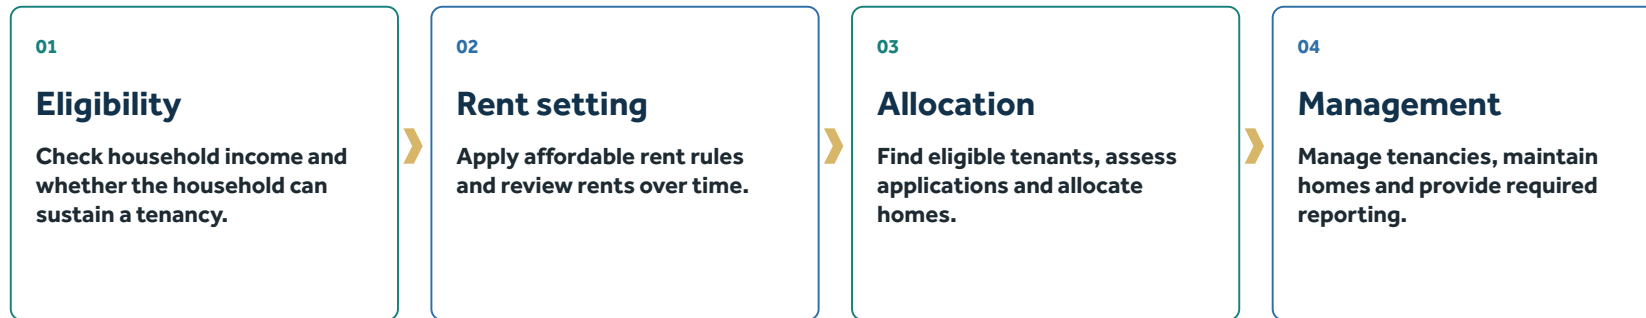 01
Eligibility
Check household income and
whether the household can
sustain a tenancy.
02
Rent setting
Apply affordable rent rules
and review rents over time.
03
Allocation
Find eligible tenants, assess
applications and allocate
homes.
04
Management
Manage tenancies, maintain
homes and provide required
reporting.